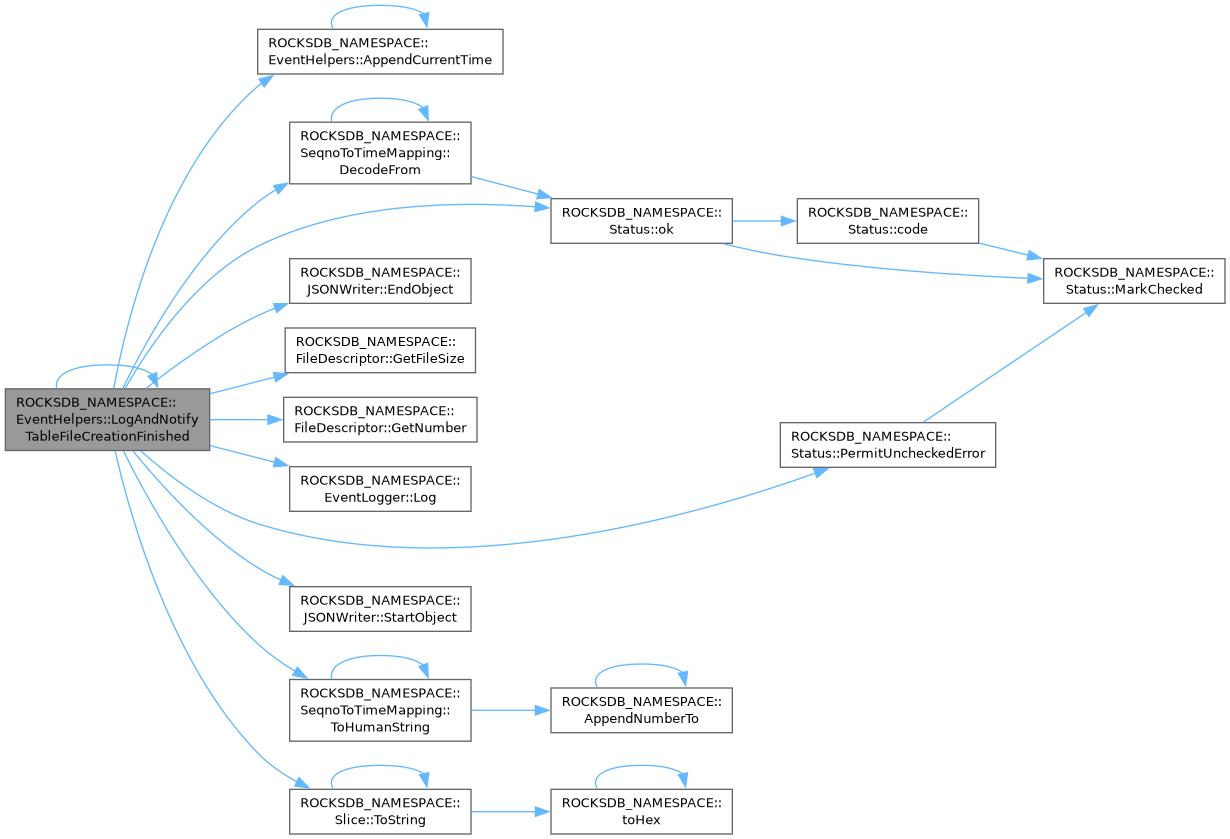 ROCKSDB_NAMESPACE::
EventHelpers::AppendCurrentTime
ROCKSDB_NAMESPACE::
SeqnoToTimeMapping::
DecodeFrom
ROCKSDB_NAMESPACE::
Status::ok
ROCKSDB_NAMESPACE::
Status::code
ROCKSDB_NAMESPACE::
Status::MarkChecked
ROCKSDB_NAMESPACE::
JSONWriter::EndObject
ROCKSDB_NAMESPACE::
FileDescriptor::GetFileSize
ROCKSDB_NAMESPACE::
EventHelpers::LogAndNotify
TableFileCreationFinished
ROCKSDB_NAMESPACE::
FileDescriptor::GetNumber
ROCKSDB_NAMESPACE::
Status::PermitUncheckedError
ROCKSDB_NAMESPACE::
EventLogger::Log
ROCKSDB_NAMESPACE::
JSONWriter::StartObject
ROCKSDB_NAMESPACE::
SeqnoToTimeMapping::
ToHumanString
ROCKSDB_NAMESPACE::
AppendNumberTo
ROCKSDB_NAMESPACE::
Slice::ToString
ROCKSDB_NAMESPACE::
toHex